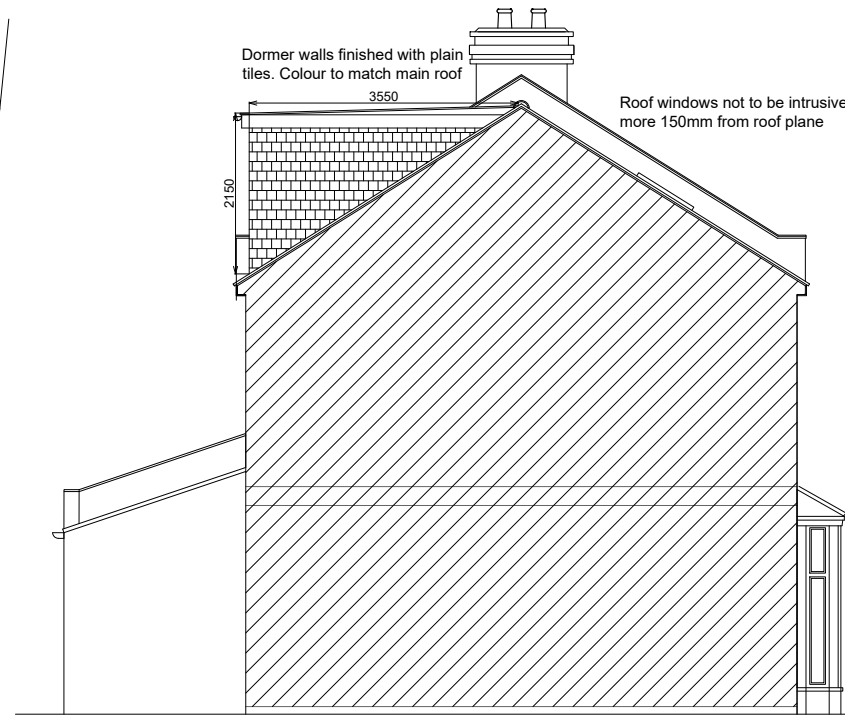 Dormer walls finished with plain
tiles. Colour to match main roof
3550
Roof windows not to be intrusive
more 150mm from roof plane
2150